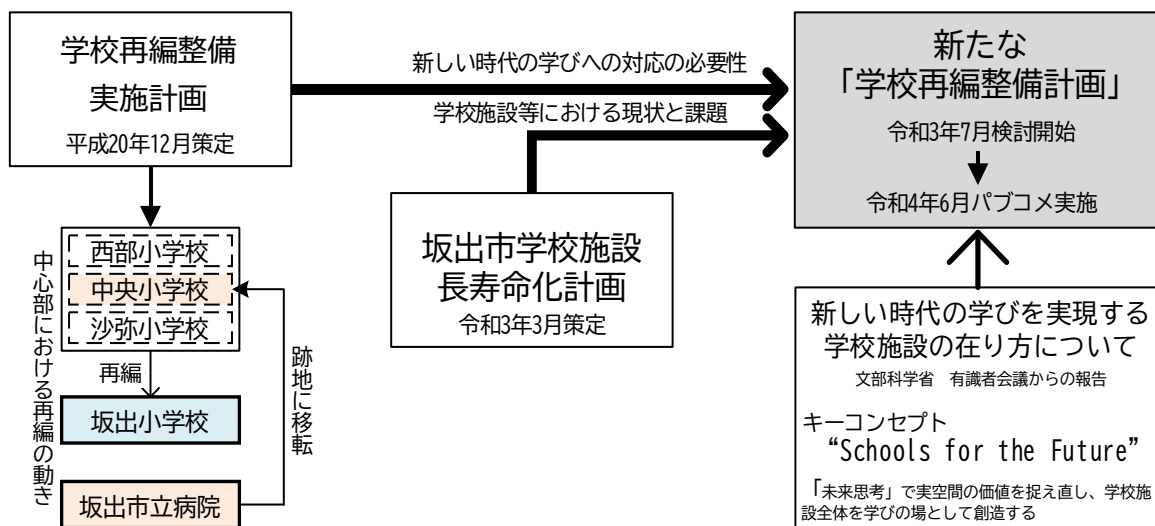 学校再編整備
実施計画
平成20年12月策定
新しい時代の学びへの対応の必要性
学校施設等における現状と課題
新たな
「学校再編整備計画」
令和3年7月検討開始
令和4年6月パブコメ実施
中心部における再編の動き
西部小学校
中央小学校
沙弥小学校
再編
坂出小学校
坂出市立病院
跡地に移転
坂出市学校施設
長寿命化計画
令和3年3月策定
新しい時代の学びを実現する
学校施設の在り方について
文部科学省　有識者会議からの報告
キーコンセプト
“Schools for the Future”
「未来思考」で実空間の価値を捉え直し、学校施
設全体を学びの場として創造する